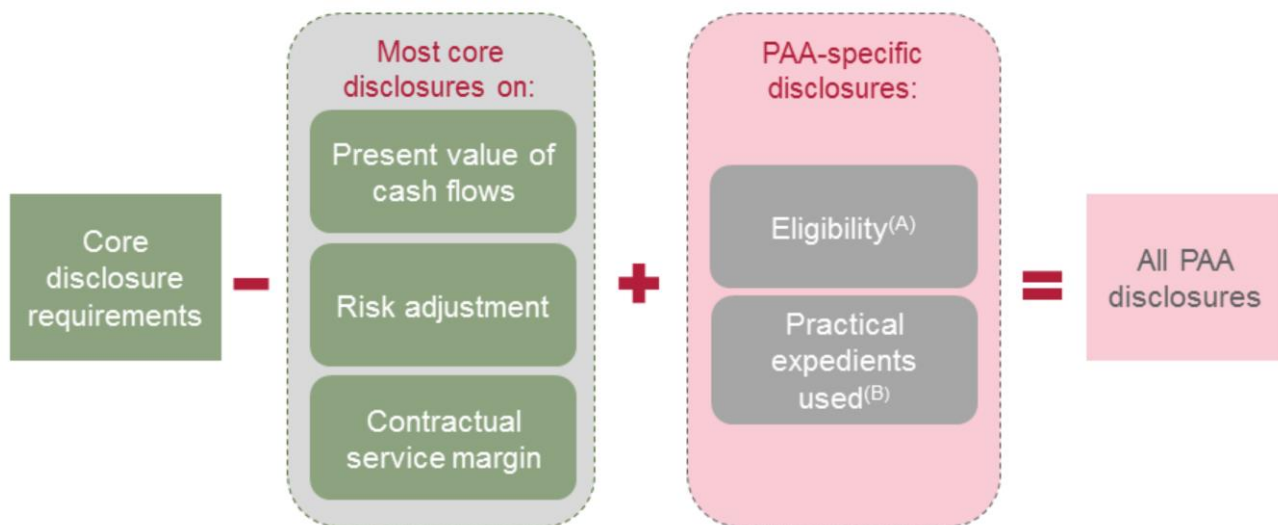 Core
disclosure
requirements
−
Most core
disclosures on:
Present value of
cash flows
Risk adjustment
Contractual
service margin
+
PAA-specific
disclosures:
Eligibility(A)
Practical
expedients
used(B)
=
All PAA
disclosures